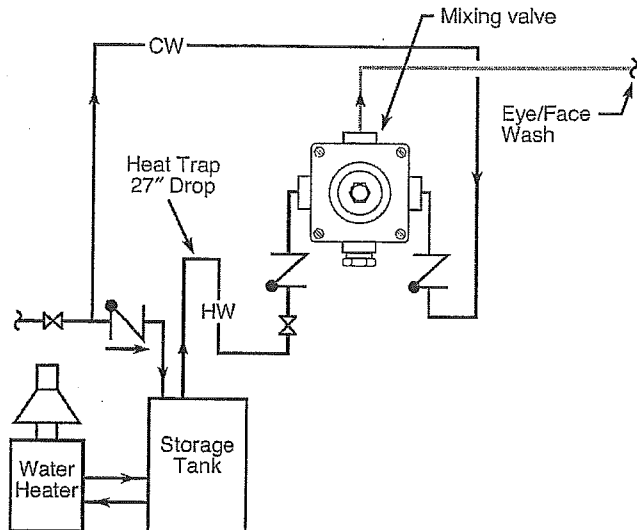 Mixing valve
CW
Eye/Face
Wash
Heat Trap
27" Drop
HW
Storage
Tank
Water
Heater